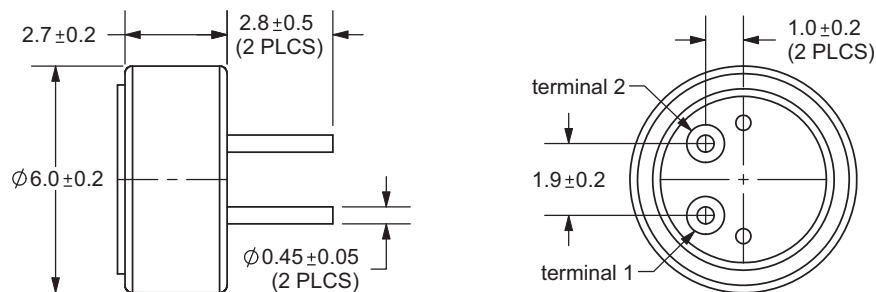 2.7±0.2
2.8±0.5
(2 PLCS)
∅6.0±0.2
∅0.45±0.05
(2 PLCS)
1.0±0.2
(2 PLCS)
terminal 2
1.9±0.2
terminal 1